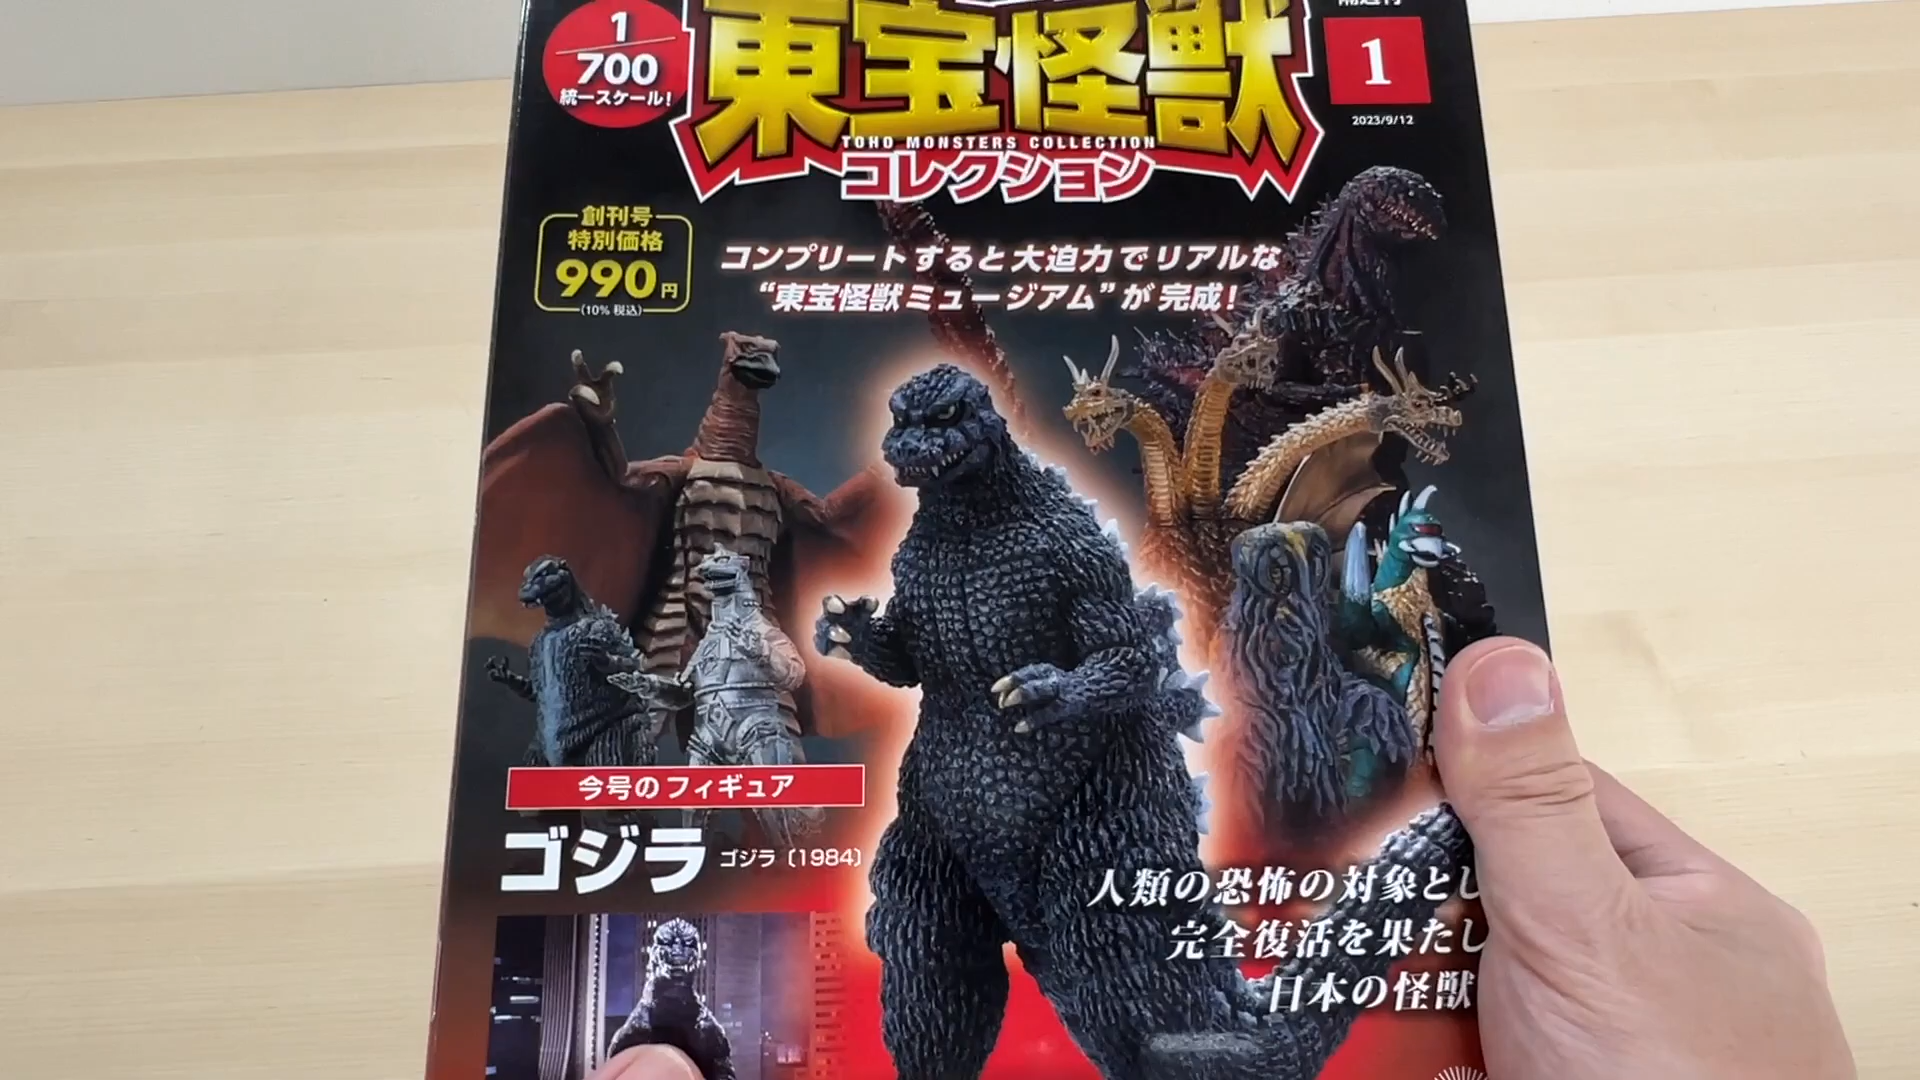 1
700
統一スケール!
東宝怪獣
TOHO MONSTERS COLLECTION
コレクション
1
2023/9/12
創刊号
特別価格
990円
(10% 税込)
コンプリートすると大迫力でリアルな
“東宝怪獣ミュージアム”が完成!
今号のフィギュア
ゴジラ ゴジラ〔1984〕
人類の恐怖の対象とし
完全復活を果たし
日本の怪獣